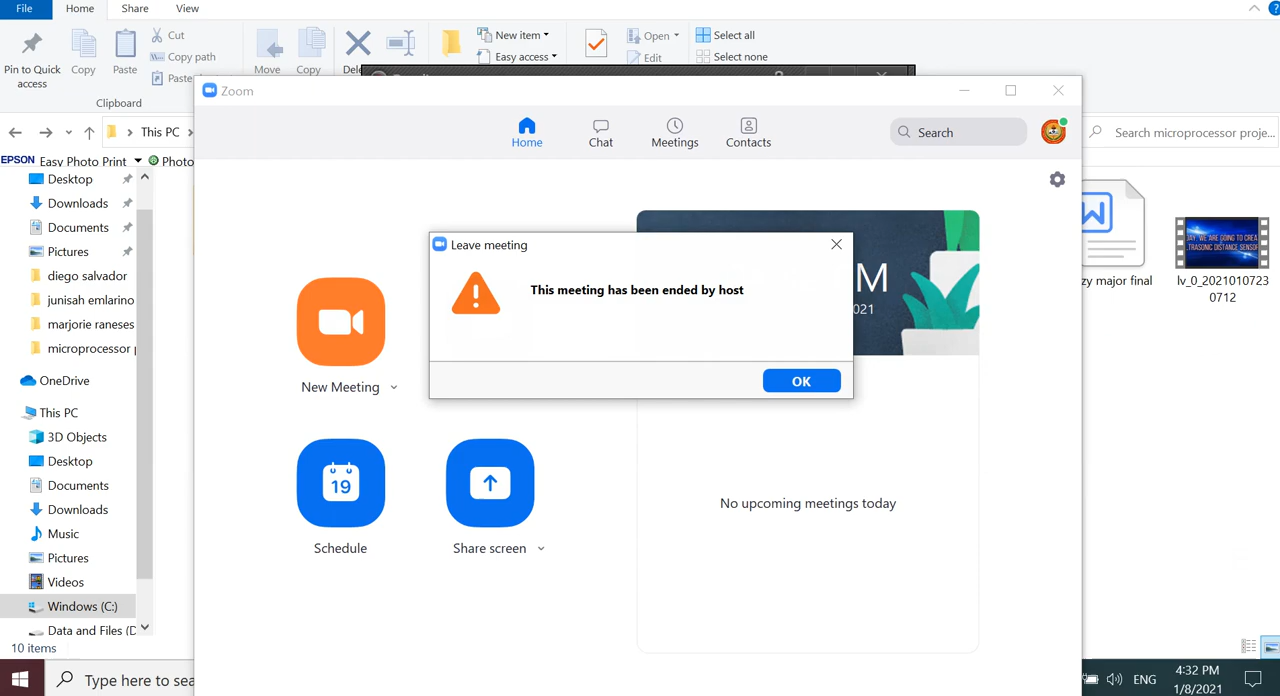 File Home Share View
Pin to Quick access
Copy
Paste
Cut
Copy path
Paste
Clipboard
Move
Copy
New item
Easy access
Open
Edit
Select all
Select none
This PC
Search microprocessor proje...
EPSON Easy Photo Print
Desktop
Downloads
Documents
Pictures
diego salvador
junisah emlarino
marjorie raneses
microprocessor
OneDrive
This PC
3D Objects
Desktop
Documents
Downloads
Music
Pictures
Videos
Windows (C:)
Data and Files (D
10 items
Zoom
Home
Chat
Meetings
Contacts
Search
M
021
New Meeting
19
Schedule
Share screen
No upcoming meetings today
Leave meeting
This meeting has been ended by host
OK
zy major final
lv_0_2021010723
0712
Type here to sea
ENG
4:32 PM
1/8/2021